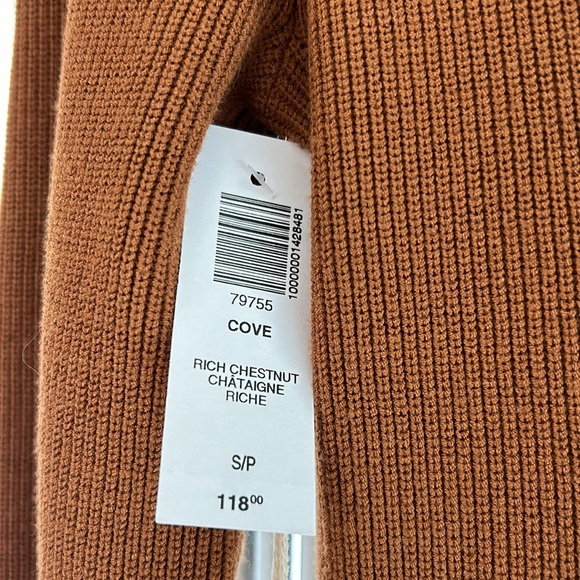 10000001428481
79755
COVE
RICH CHESTNUT
CHÂTAIGNE
RICHE
S/P
118⁰⁰